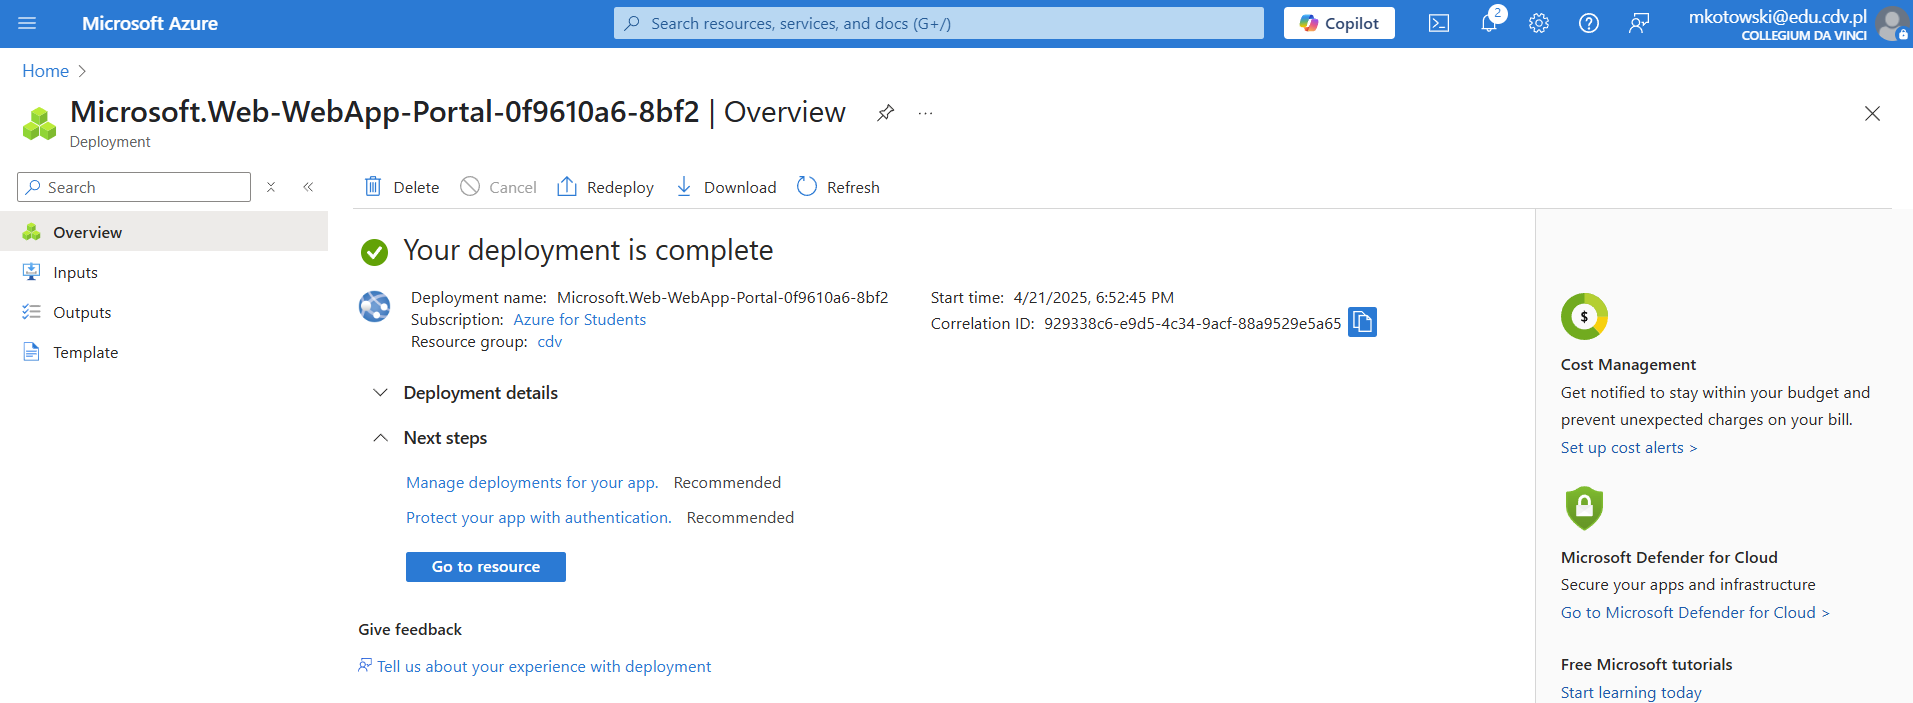 Microsoft Azure
Search resources, services, and docs (G+/)
Copilot
2
mkotowski@edu.cdv.pl
COLLEGIUM DA VINCI
Home
Microsoft.Web-WebApp-Portal-0f9610a6-8bf2 | Overview
Deployment
Search
Delete
Cancel
Redeploy
Download
Refresh
Overview
Inputs
Outputs
Template
Your deployment is complete
Deployment name: Microsoft.Web-WebApp-Portal-0f9610a6-8bf2
Subscription: Azure for Students
Resource group: cdv
Start time: 4/21/2025, 6:52:45 PM
Correlation ID: 929338c6-e9d5-4c34-9acf-88a9529e5a65
Deployment details
Next steps
Manage deployments for your app. Recommended
Protect your app with authentication. Recommended
Go to resource
Give feedback
Tell us about your experience with deployment
$
Cost Management
Get notified to stay within your budget and
prevent unexpected charges on your bill.
Set up cost alerts >
Microsoft Defender for Cloud
Secure your apps and infrastructure
Go to Microsoft Defender for Cloud >
Free Microsoft tutorials
Start learning today